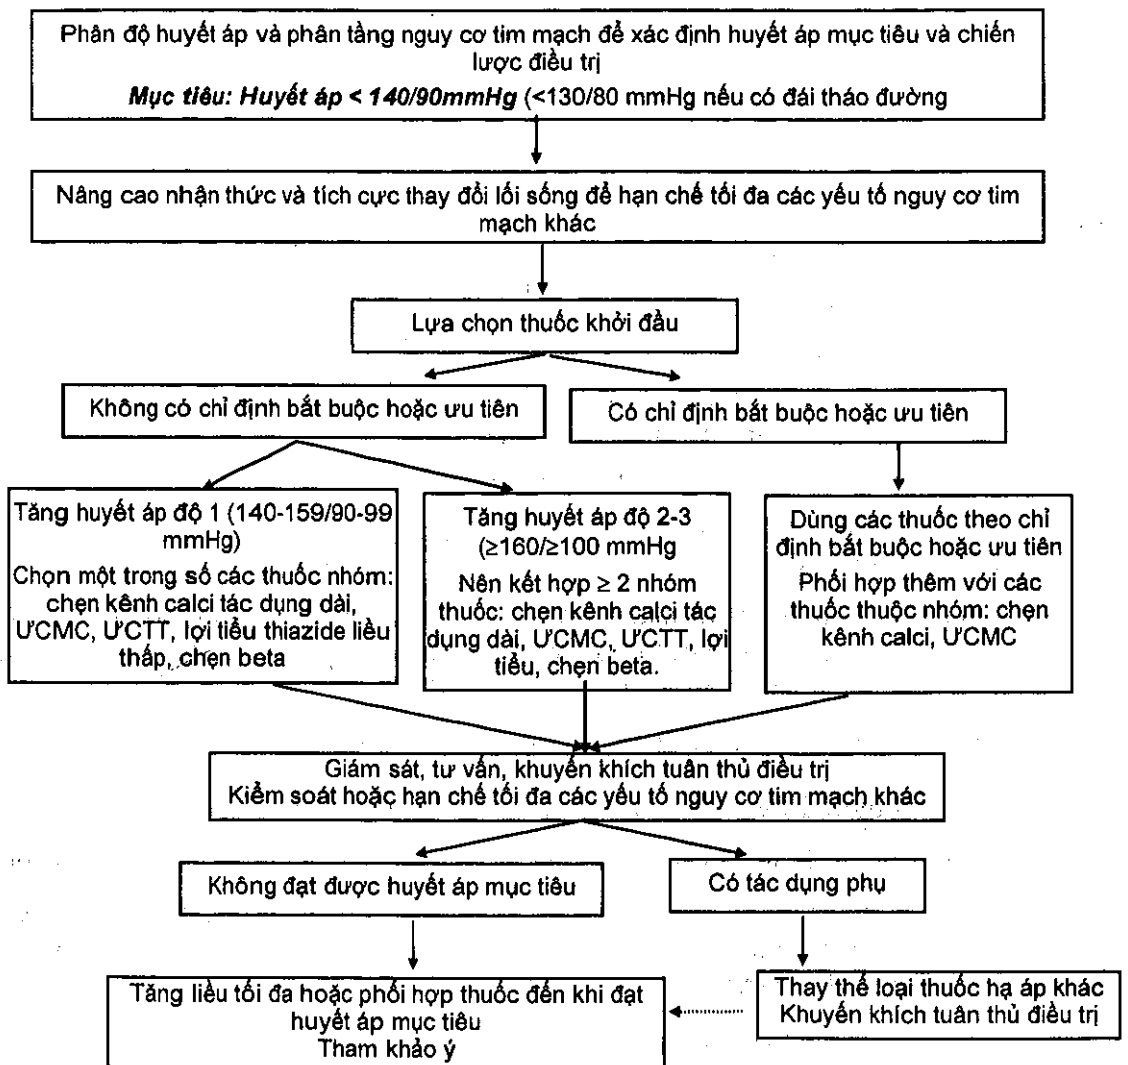 Phân độ huyết áp và phân tầng nguy cơ tim mạch để xác định huyết áp mục tiêu và chiến
lược điều trị
Mục tiêu: Huyết áp < 140/90mmHg (<130/80 mmHg nếu có đái tháo đường
Nâng cao nhận thức và tích cực thay đổi lối sống để hạn chế tối đa các yếu tố nguy cơ tim
mạch khác
Lựa chọn thuốc khởi đầu
Không có chỉ định bắt buộc hoặc ưu tiên
Có chỉ định bắt buộc hoặc ưu tiên
Tăng huyết áp độ 1 (140-159/90-99
mmHg)
Chọn một trong số các thuốc nhóm:
chẹn kênh calci tác dụng dài,
ƯCMC, ƯCTT, lợi tiểu thiazide liều
thấp, chẹn beta
Tăng huyết áp độ 2-3
(≥160/≥100 mmHg
Nên kết hợp ≥ 2 nhóm
thuốc: chẹn kênh calci tác
dụng dài, ƯCMC, ƯCTT, lợi
tiểu, chẹn beta.
Dùng các thuốc theo chỉ
định bắt buộc hoặc ưu tiên
Phối hợp thêm với các
thuốc thuộc nhóm: chẹn
kênh calci, ƯCMC
Giám sát, tư vấn, khuyến khích tuân thủ điều trị
Kiểm soát hoặc hạn chế tối đa các yếu tố nguy cơ tim mạch khác
Không đạt được huyết áp mục tiêu
Có tác dụng phụ
Tăng liều tối đa hoặc phối hợp thuốc đến khi đạt
huyết áp mục tiêu
Tham khảo ý
Thay thế loại thuốc hạ áp khác
Khuyến khích tuân thủ điều trị